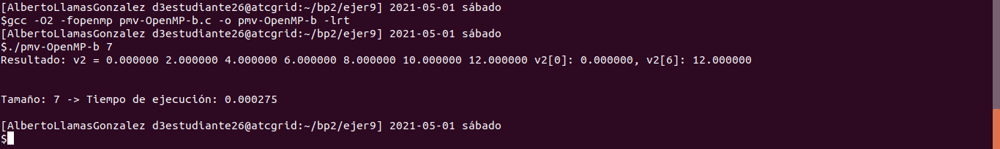 [AlbertoLlamasGonzalez d3estudiante26@atcgrid:~/bp2/ejer9] 2021-05-01 sábado
$gcc -O2 -fopenmp pmv-OpenMP-b.c -o pmv-OpenMP-b -lrt
[AlbertoLlamasGonzalez d3estudiante26@atcgrid:~/bp2/ejer9] 2021-05-01 sábado
$./pmv-OpenMP-b 7
Resultado: v2 = 0.000000 2.000000 4.000000 6.000000 8.000000 10.000000 12.000000 v2[0]: 0.000000, v2[6]: 12.000000
Tamaño: 7 -> Tiempo de ejecución: 0.000275
[AlbertoLlamasGonzalez d3estudiante26@atcgrid:~/bp2/ejer9] 2021-05-01 sábado
$